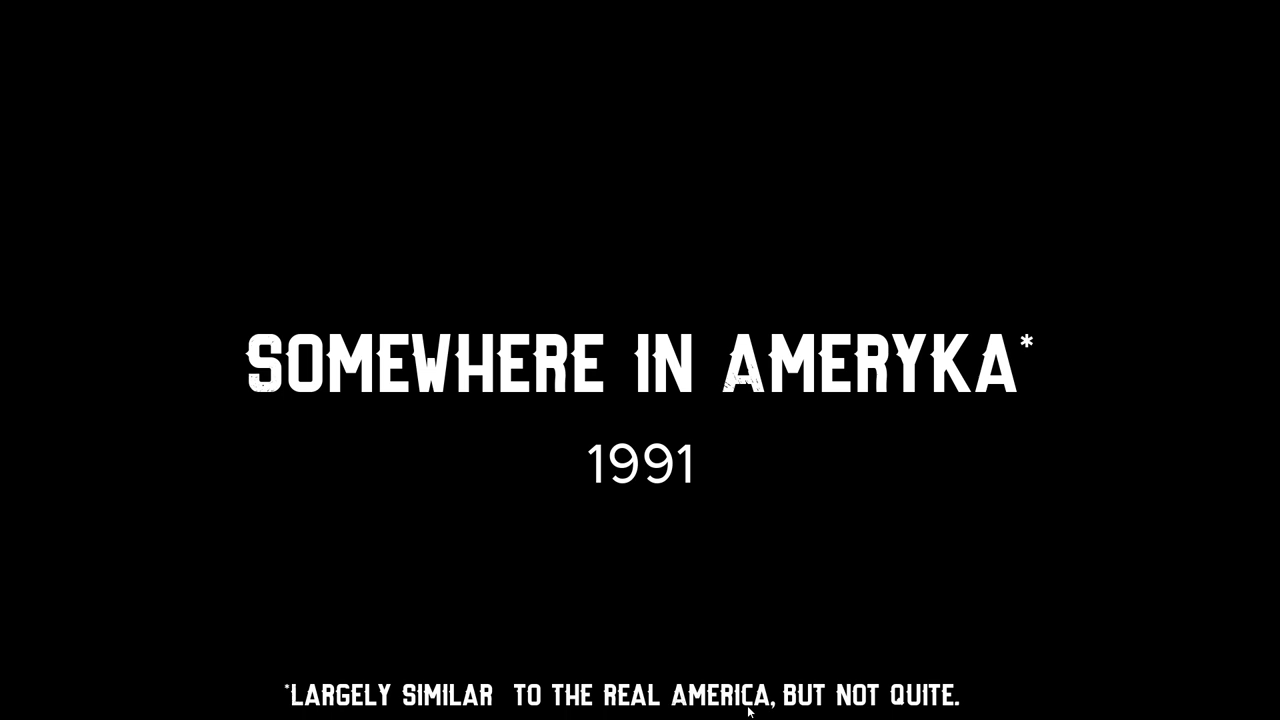 SOMEWHERE IN AMERYKA*
1991
*LARGELY SIMILAR  TO THE REAL AMERICA, BUT NOT QUITE.